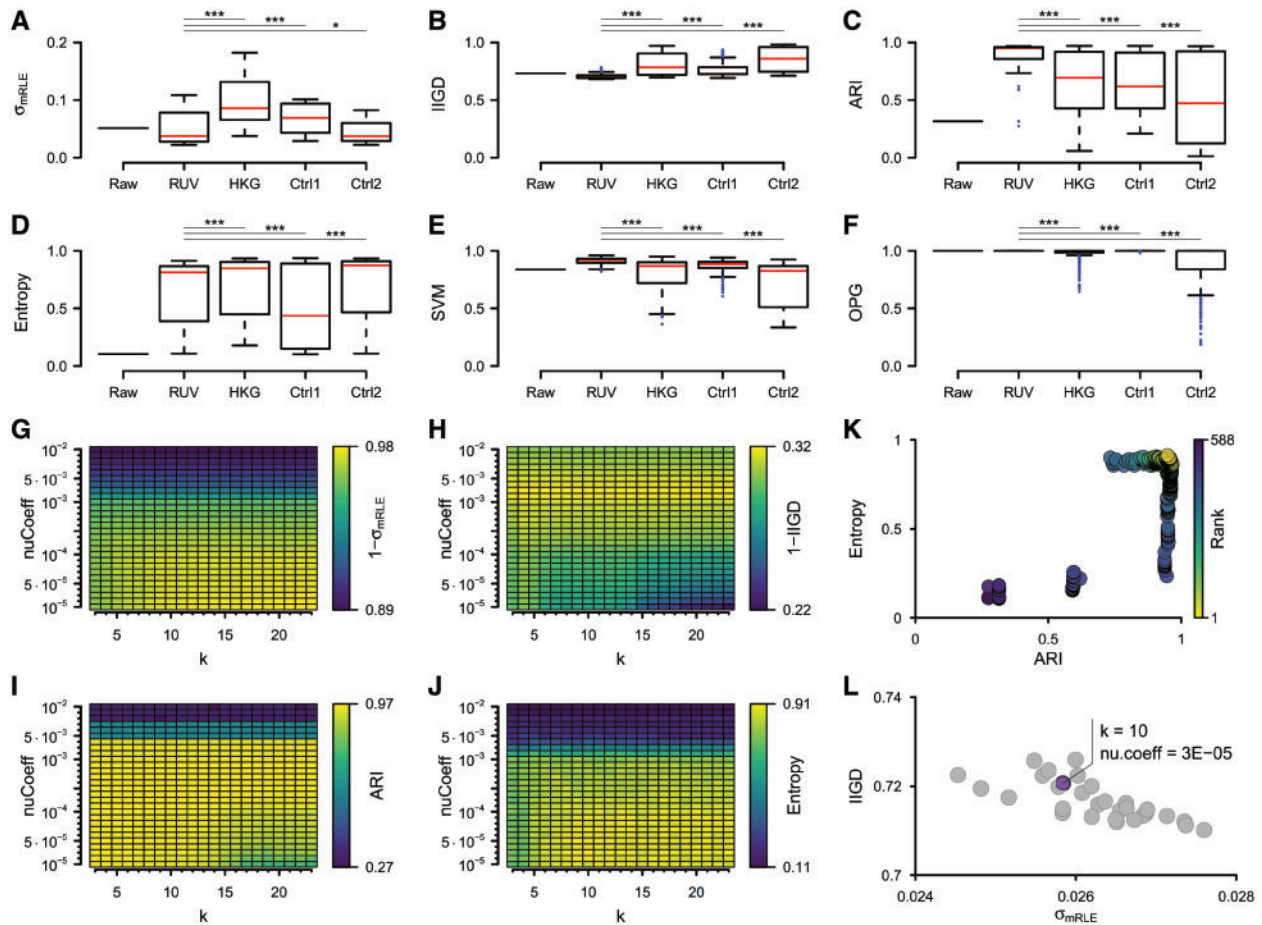 A
***
***
*
0.2
0.1
0.0
σmRLE
Raw RUV HKG Ctrl1 Ctrl2
B
***
***
***
1.0
0.5
0.0
IIGD
Raw RUV HKG Ctrl1 Ctrl2
C
***
***
***
1.0
0.5
0.0
ARI
Raw RUV HKG Ctrl1 Ctrl2
D
***
***
***
1.0
0.5
0.0
Entropy
Raw RUV HKG Ctrl1 Ctrl2
E
***
***
***
1.0
0.5
0.0
SVM
Raw RUV HKG Ctrl1 Ctrl2
F
***
***
***
1.0
0.5
0.0
OPG
Raw RUV HKG Ctrl1 Ctrl2
G
10⁻²
5 · 10⁻³
10⁻³
10⁻⁴
5 · 10⁻⁵
10⁻⁵
nuCoeff
5 10 15 20
k
0.98
1−σmRLE
0.89
H
10⁻²
5 · 10⁻³
10⁻³
10⁻⁴
5 · 10⁻⁵
10⁻⁵
nuCoeff
5 10 15 20
k
0.32
1−IIGD
0.22
K
1
0.5
0
Entropy
0 0.5 1
ARI
588
Rank
1
I
10⁻²
5 · 10⁻³
10⁻³
10⁻⁴
5 · 10⁻⁵
10⁻⁵
nuCoeff
5 10 15 20
k
0.97
ARI
0.27
J
10⁻²
5 · 10⁻³
10⁻³
10⁻⁴
5 · 10⁻⁵
10⁻⁵
nuCoeff
5 10 15 20
k
0.91
Entropy
0.11
L
0.74
0.72
0.7
IIGD
k = 10
nu.coeff = 3E−05
0.024 0.026 0.028
σmRLE